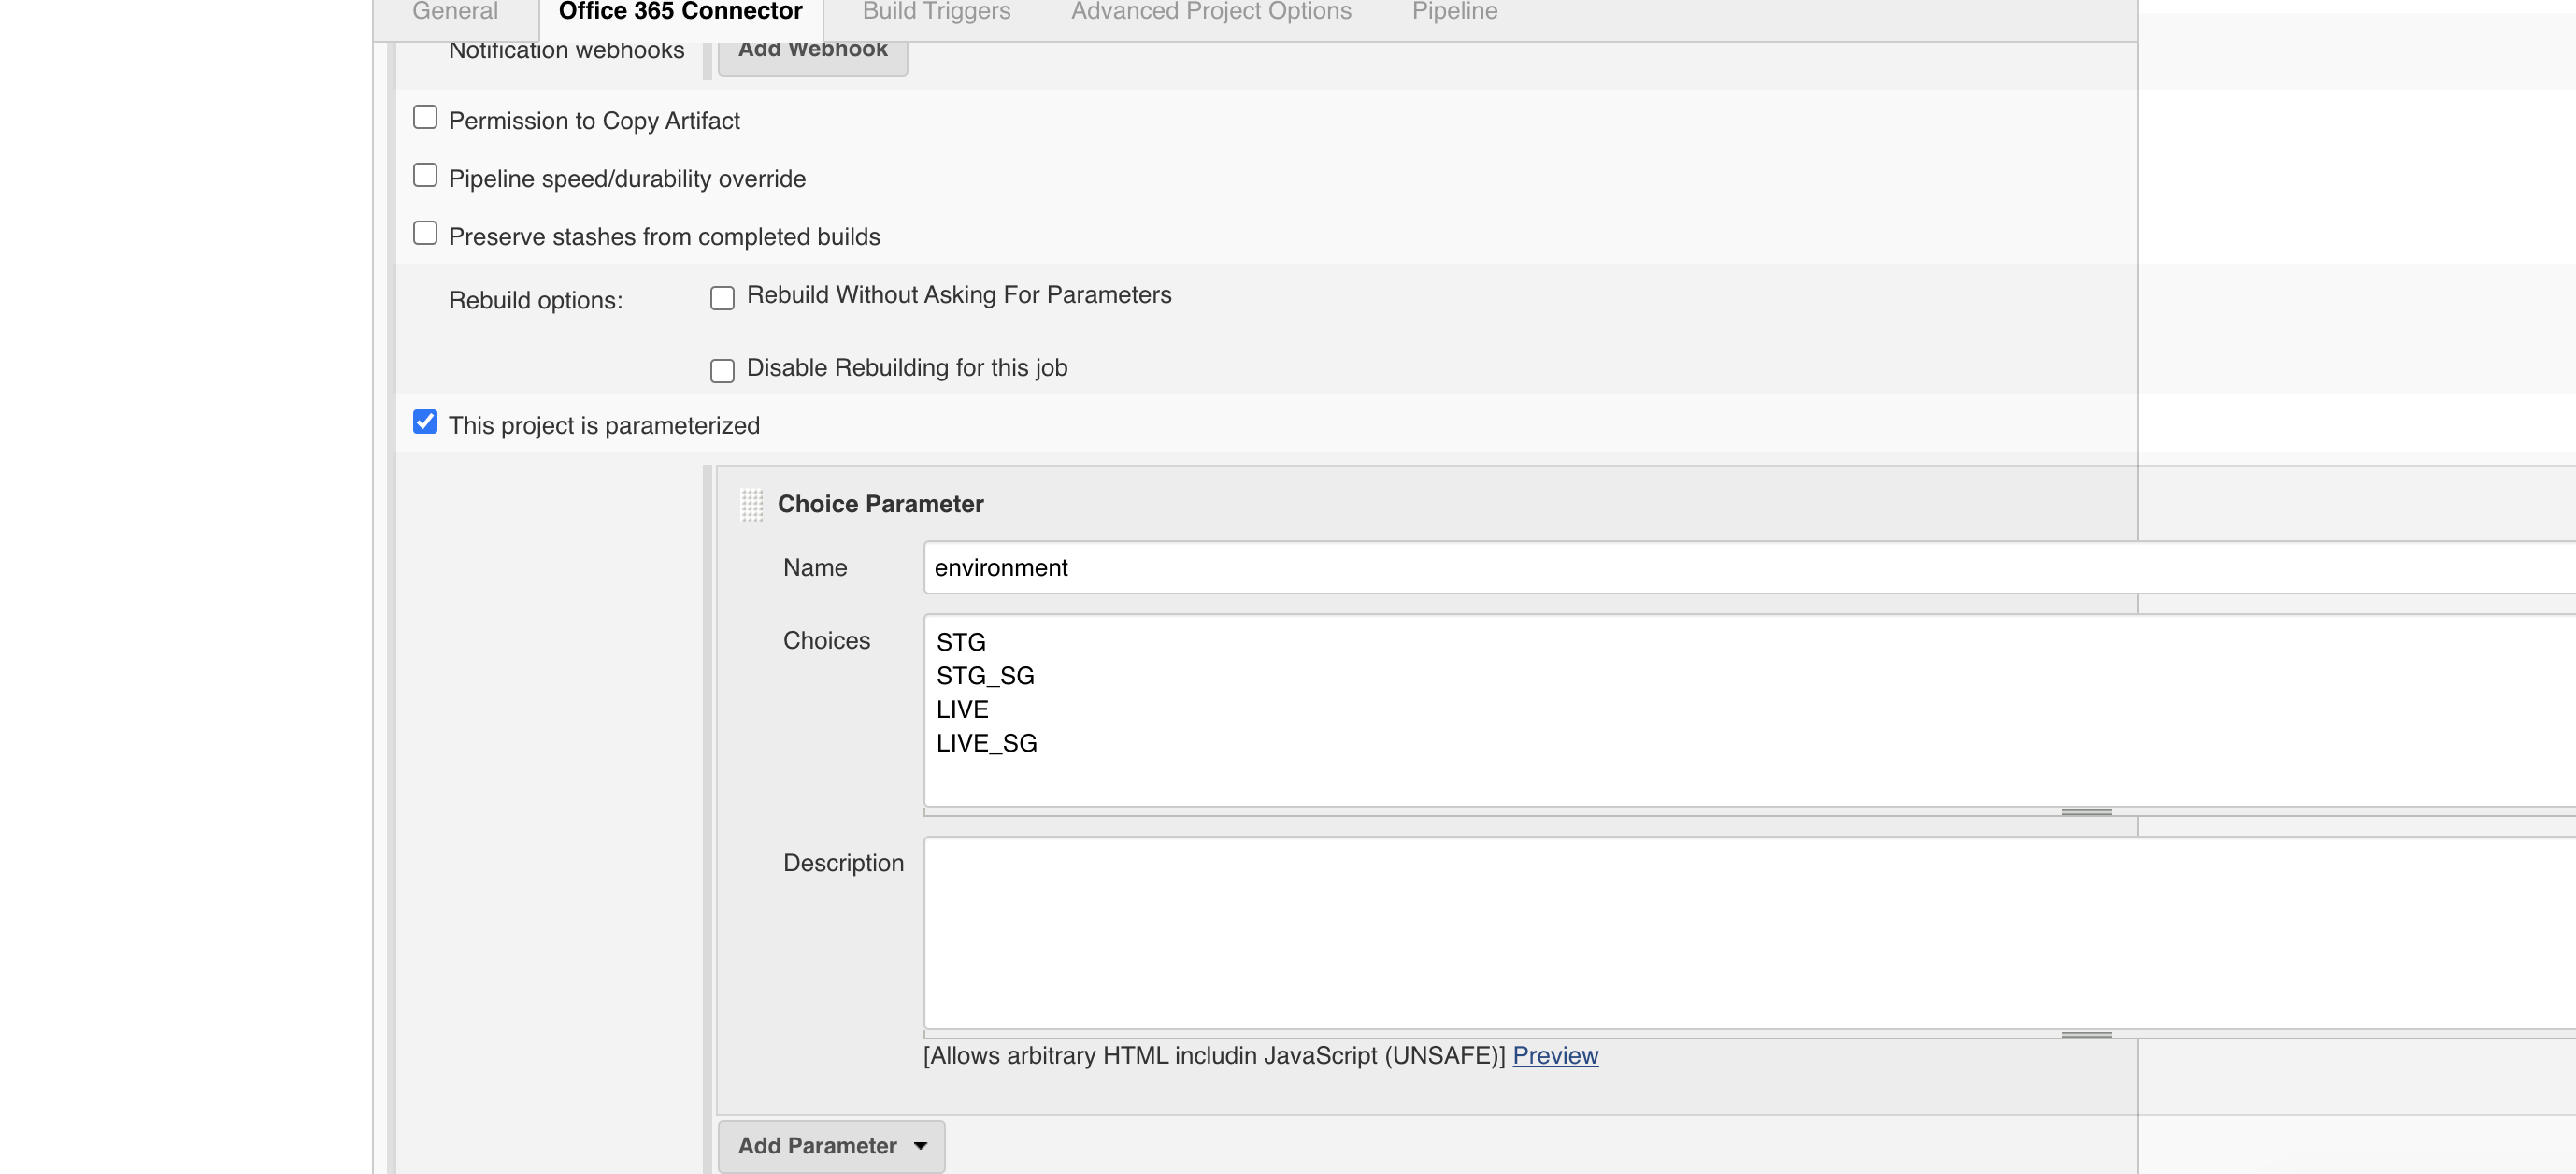 General
Office 365 Connector
Build Triggers
Advanced Project Options
Pipeline
Notification webhooks
Add Webhook
Permission to Copy Artifact
Pipeline speed/durability override
Preserve stashes from completed builds
Rebuild options:
Rebuild Without Asking For Parameters
Disable Rebuilding for this job
This project is parameterized
Choice Parameter
Name
environment
Choices
STG
STG_SG
LIVE
LIVE_SG
Description
[Allows arbitrary HTML includin JavaScript (UNSAFE)] Preview
Add Parameter